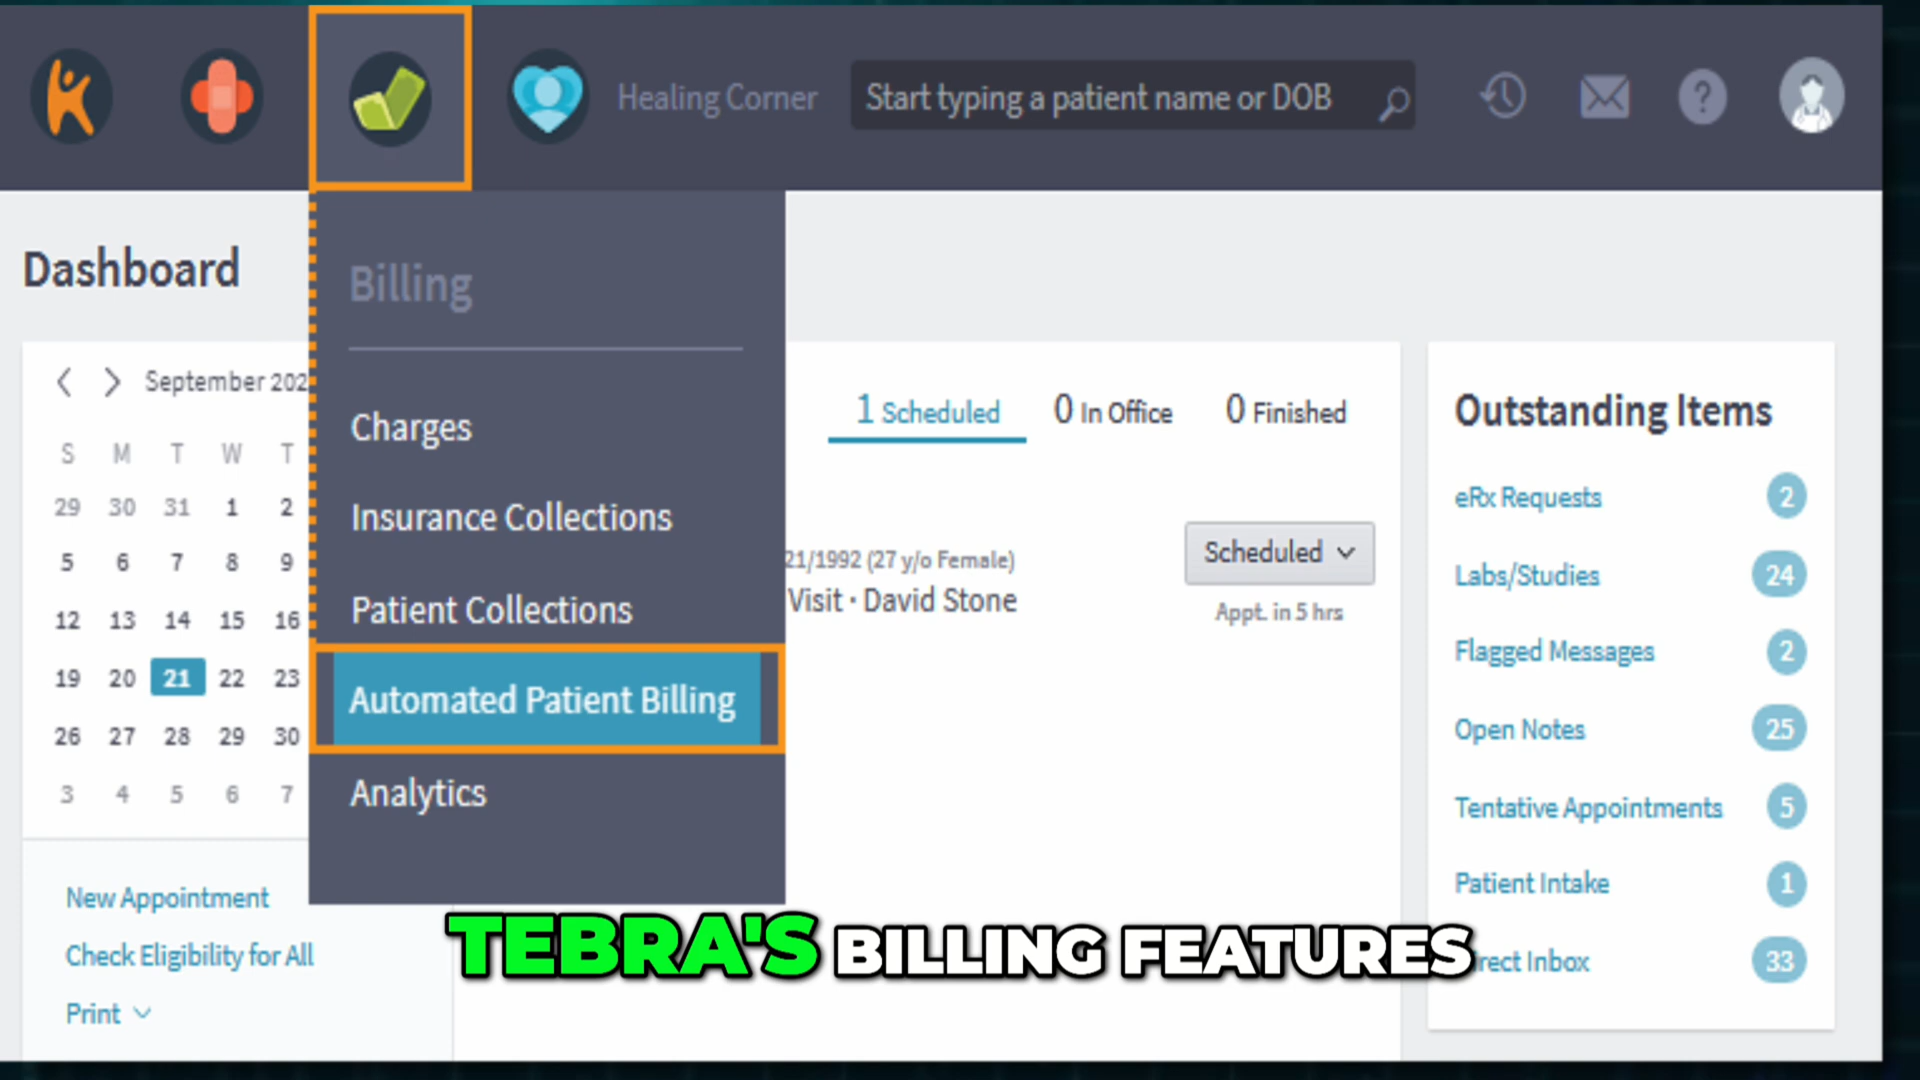 Healing Corner
Start typing a patient name or DOB
?
Dashboard
Billing
Charges
Insurance Collections
Patient Collections
Automated Patient Billing
Analytics
September 202
S M T W T
29 30 31 1 2
5 6 7 8 9
12 13 14 15 16
19 20 21 22 23
26 27 28 29 30
3 4 5 6 7
New Appointment
Check Eligibility for All
Print
1 Scheduled 0 In Office 0 Finished
21/1992 (27 y/o Female)
Visit · David Stone
Scheduled
Appt. in 5 hrs
Outstanding Items
eRx Requests 2
Labs/Studies 24
Flagged Messages 2
Open Notes 25
Tentative Appointments 5
Patient Intake 1
rect Inbox 33
TEBRA'S BILLING FEATURES